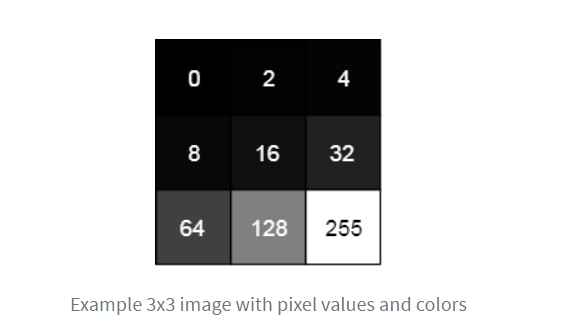 0 2 4
8 16 32
64 128 255
Example 3x3 image with pixel values and colors